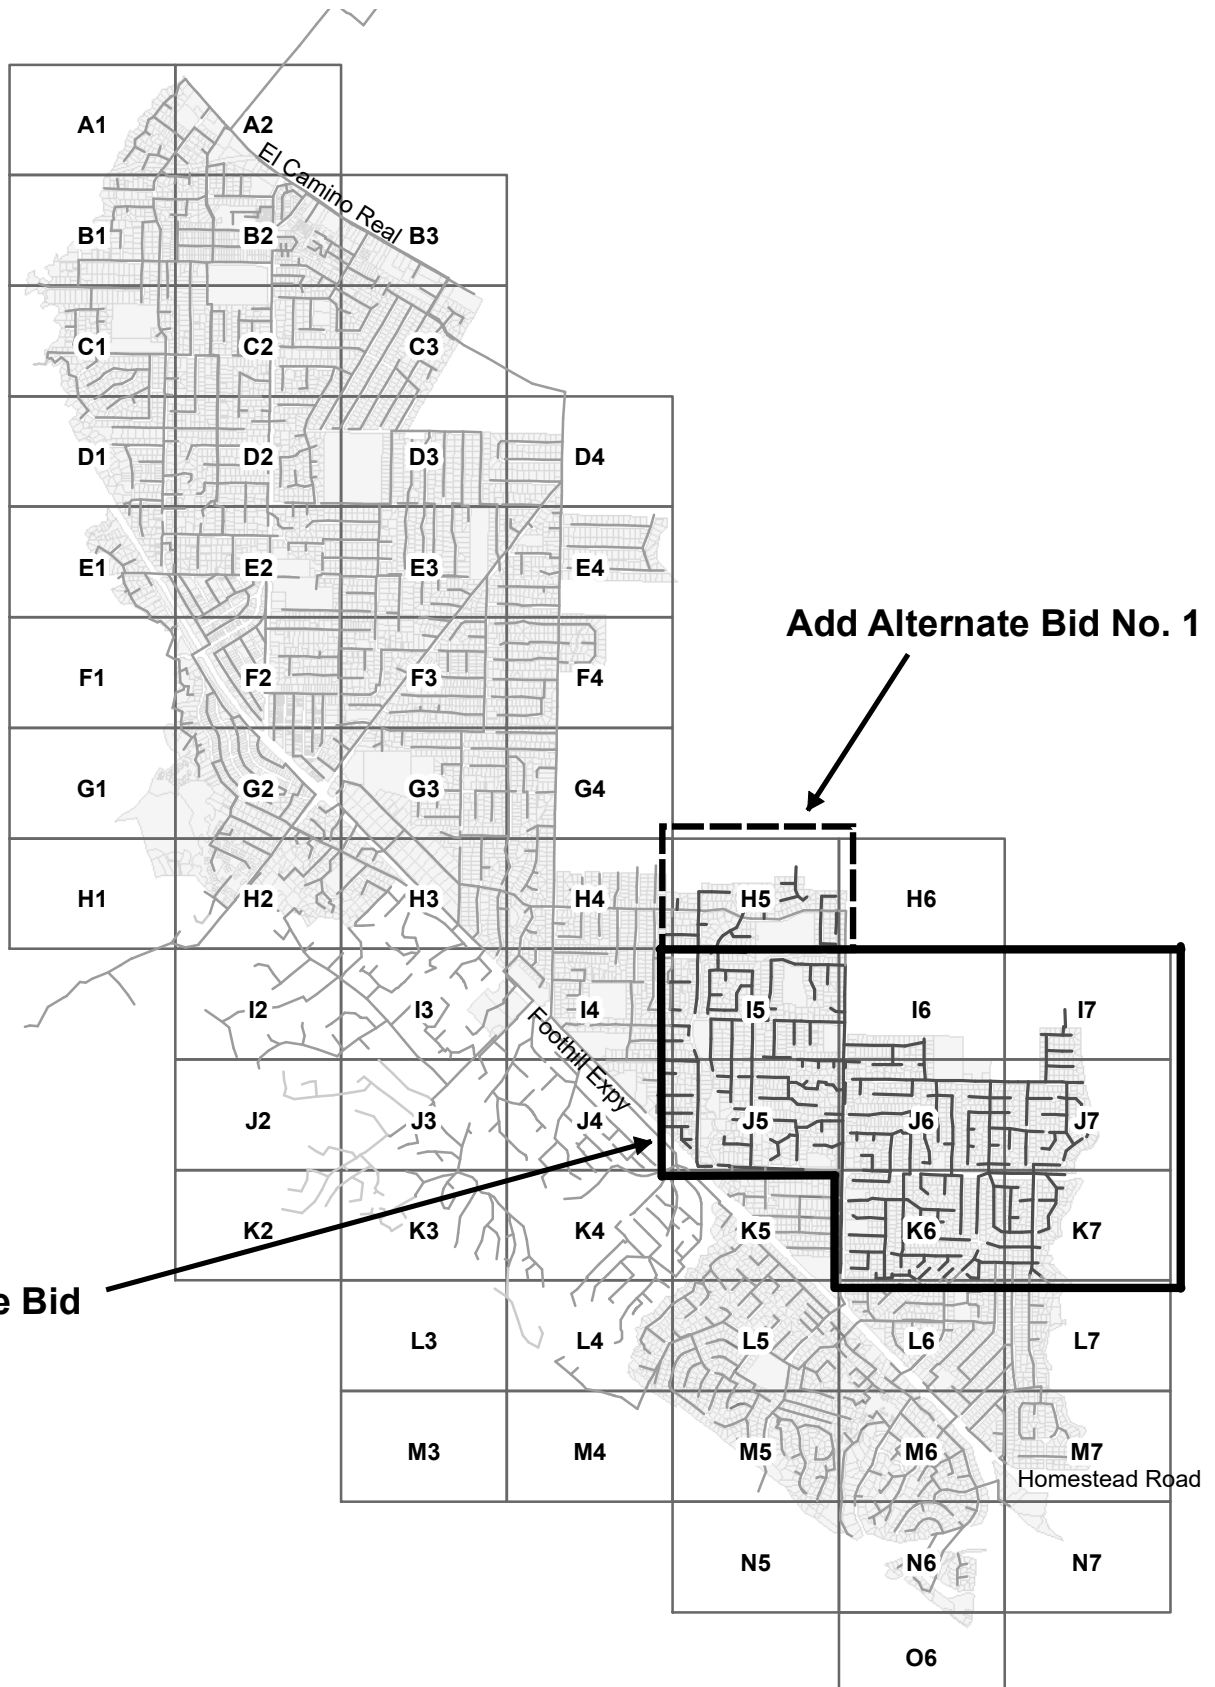 A1
A2
El Camino Real
B1
B2
B3
C1
C2
C3
D1
D2
D3
D4
E1
E2
E3
E4
Add Alternate Bid No. 1
F1
F2
F3
F4
G1
G2
G3
G4
H1
H2
H3
H4
H5
H6
I2
I3
I4
I5
I6
I7
Foothill Expy
J2
J3
J4
J5
J6
J7
K2
K3
K4
K5
K6
K7
e Bid
L3
L4
L5
L6
L7
M3
M4
M5
M6
M7
Homestead Road
N5
N6
N7
O6